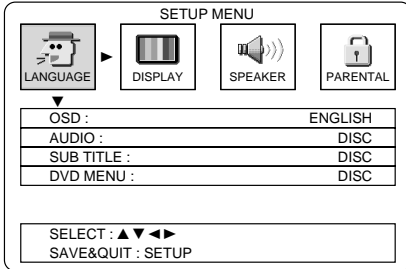 SETUP MENU
LANGUAGE DISPLAY SPEAKER PARENTAL
OSD : ENGLISH
AUDIO : DISC
SUB TITLE : DISC
DVD MENU : DISC
SELECT : ▲▼◄►
SAVE&QUIT : SETUP